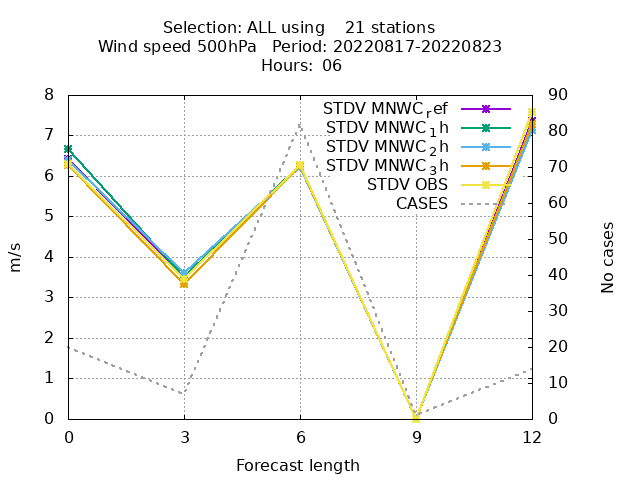 Selection: ALL using 21 stations
Wind speed 500hPa Period: 20220817-20220823
Hours: 06
8
7
6
5
4
3
2
1
0
m/s
90
80
70
60
50
40
30
20
10
0
No cases
STDV MNWC_ref
STDV MNWC_1h
STDV MNWC_2h
STDV MNWC_3h
STDV OBS
CASES
0 3 6 9 12
Forecast length